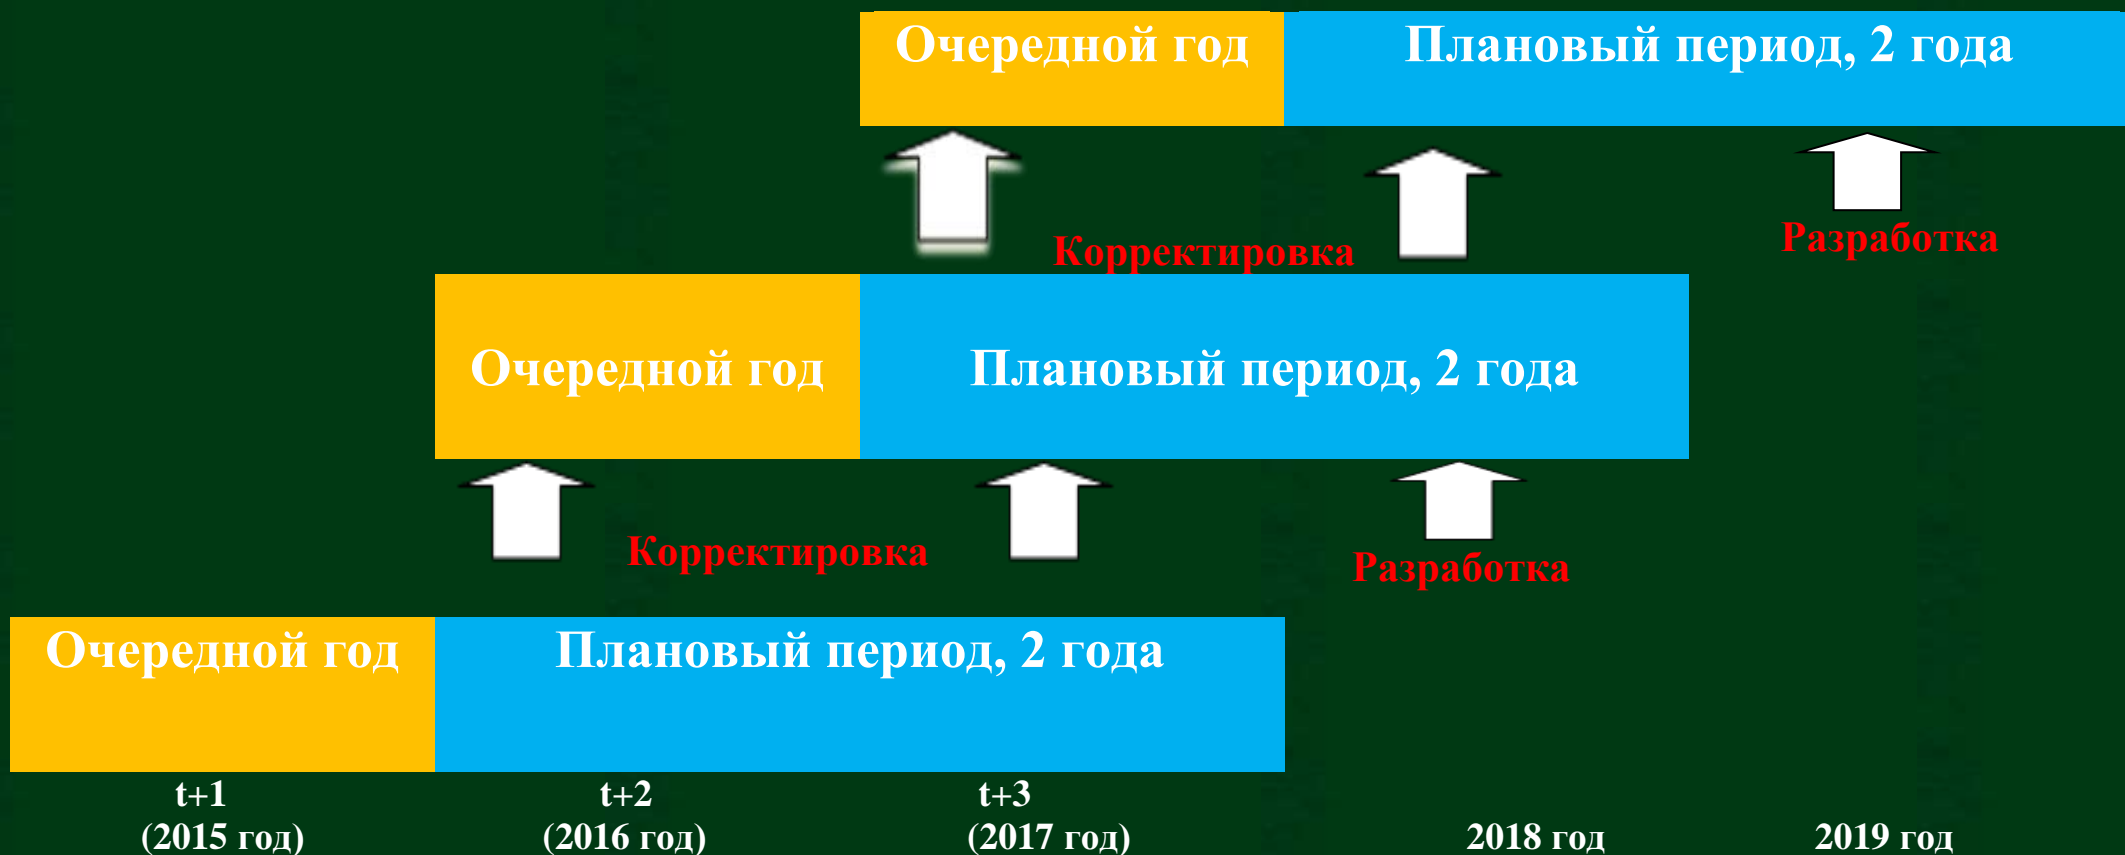 Очередной год
Плановый период, 2 года
Корректировка
Разработка
Очередной год
Плановый период, 2 года
Корректировка
Разработка
Очередной год
Плановый период, 2 года
t+1
(2015 год)
t+2
(2016 год)
t+3
(2017 год)
2018 год
2019 год